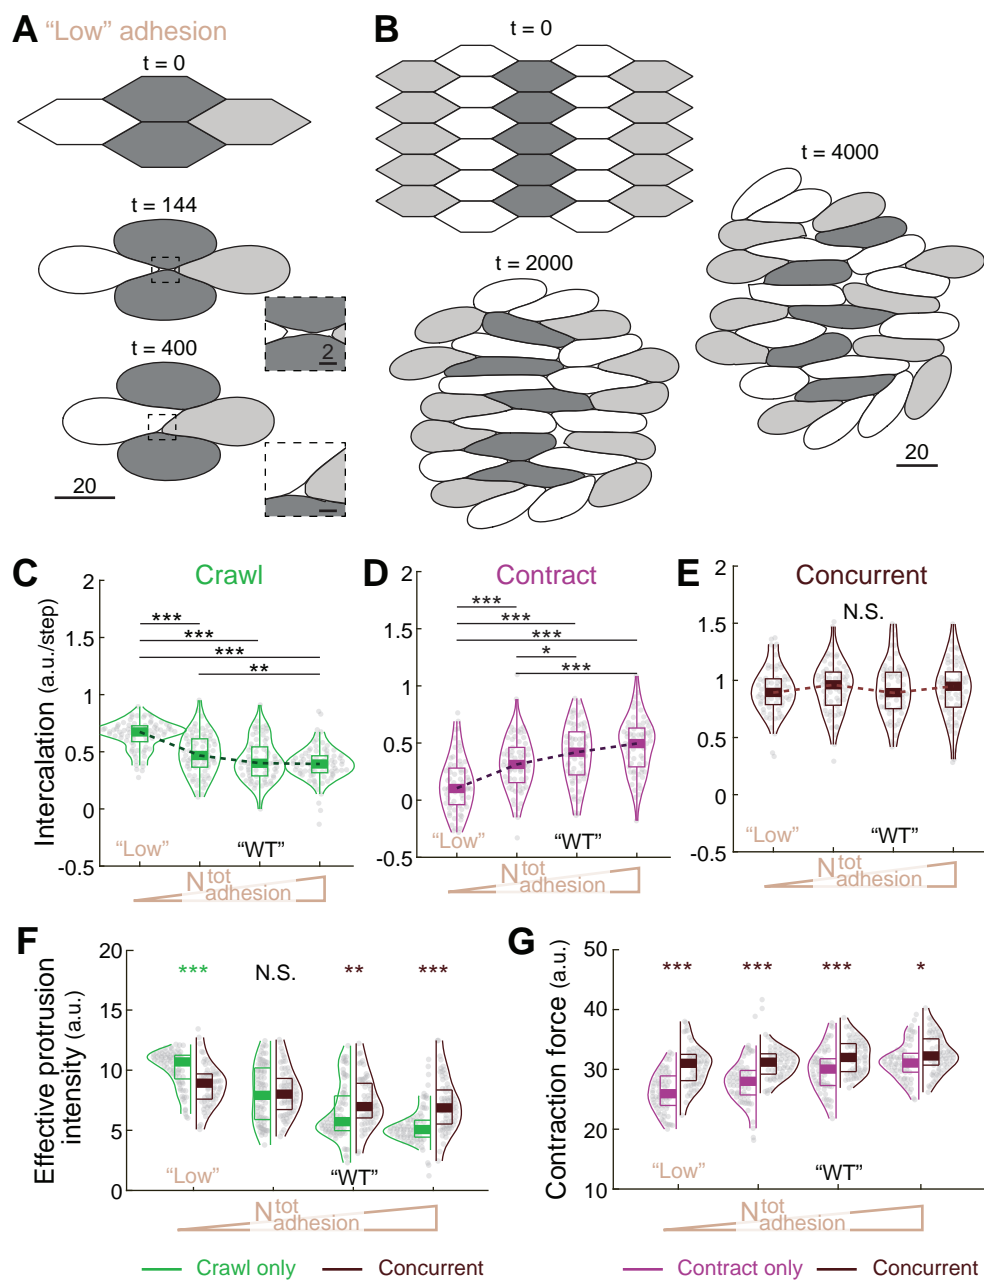 A "Low" adhesion
t = 0
t = 144
2
t = 400
20
B
t = 0
t = 4000
t = 2000
20
C Crawl
Intercalation (a.u./step)
2
1.5
1
0.5
0
-0.5
***
***
***
**
"Low"
"WT"
N tot adhesion
D Contract
2
1.5
1
0.5
0
-0.5
***
***
***
*
***
"Low"
"WT"
N tot adhesion
E Concurrent
2
1.5
1
0.5
0
-0.5
N.S.
N tot adhesion
F
Effective protrusion
intensity (a.u.)
20
15
10
5
0
*** N.S. ** ***
"Low"
"WT"
N tot adhesion
Crawl only Concurrent
G
Contraction force (a.u.)
50
40
30
20
10
*** *** *** *
"Low"
"WT"
N tot adhesion
Contract only Concurrent